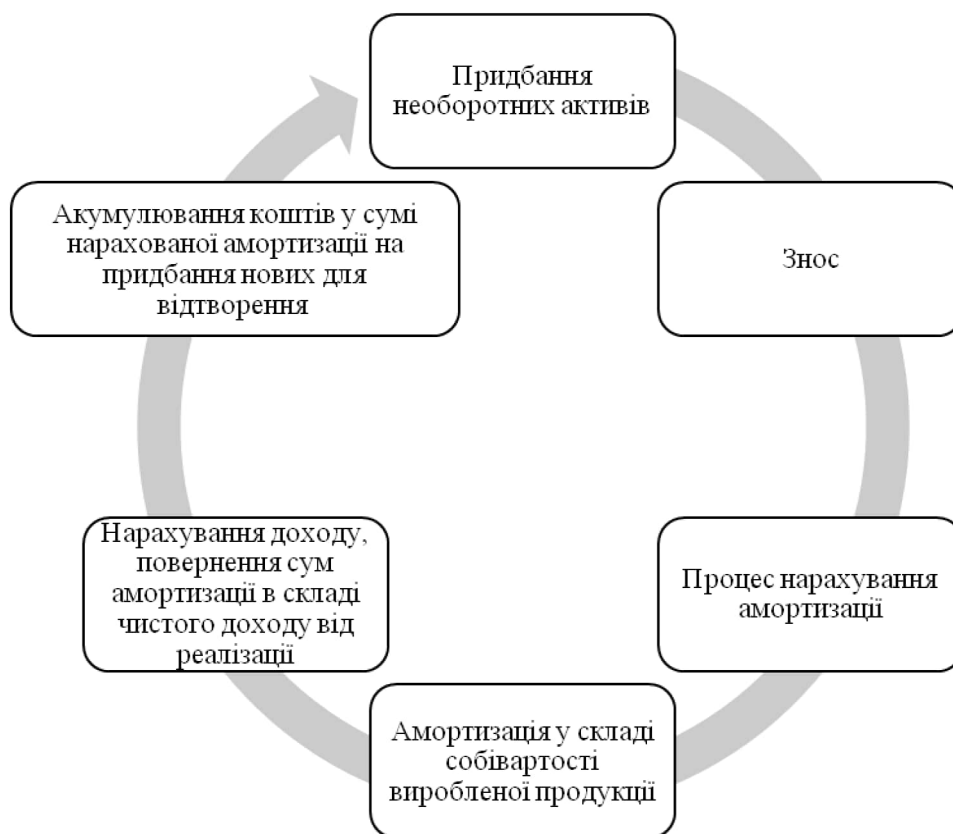 Придбання
необоротних активів
Знос
Процес нарахування
амортизації
Амортизація у складі
собівартості
виробленої продукції
Нарахування доходу,
повернення сум
амортизації в складі
чистого доходу від
реалізації
Акумулювання коштів у сумі
нарахованої амортизації на
придбання нових для
відтворення